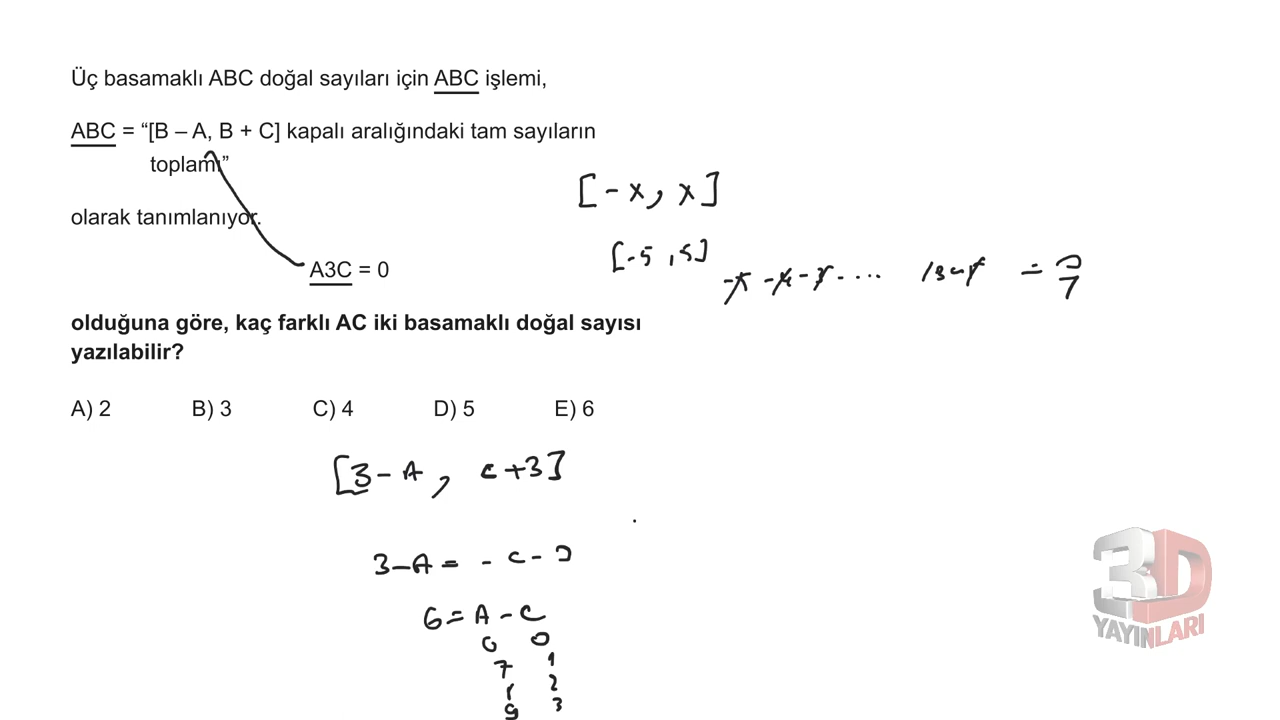 Üç basamaklı ABC doğal sayıları için ABC işlemi,
ABC = “[B – A, B + C] kapalı aralığındaki tam sayıların
toplamı”
olarak tanımlanıyor.
A3C = 0
olduğuna göre, kaç farklı AC iki basamaklı doğal sayısı
yazılabilir?
A) 2 B) 3 C) 4 D) 5 E) 6
[-x, x]
[-5, 5]
[3-A, C+3]
3-A = -C-3
6 = A - C
6 0
7 1
8 2
9 3
3D
YAYINLARI